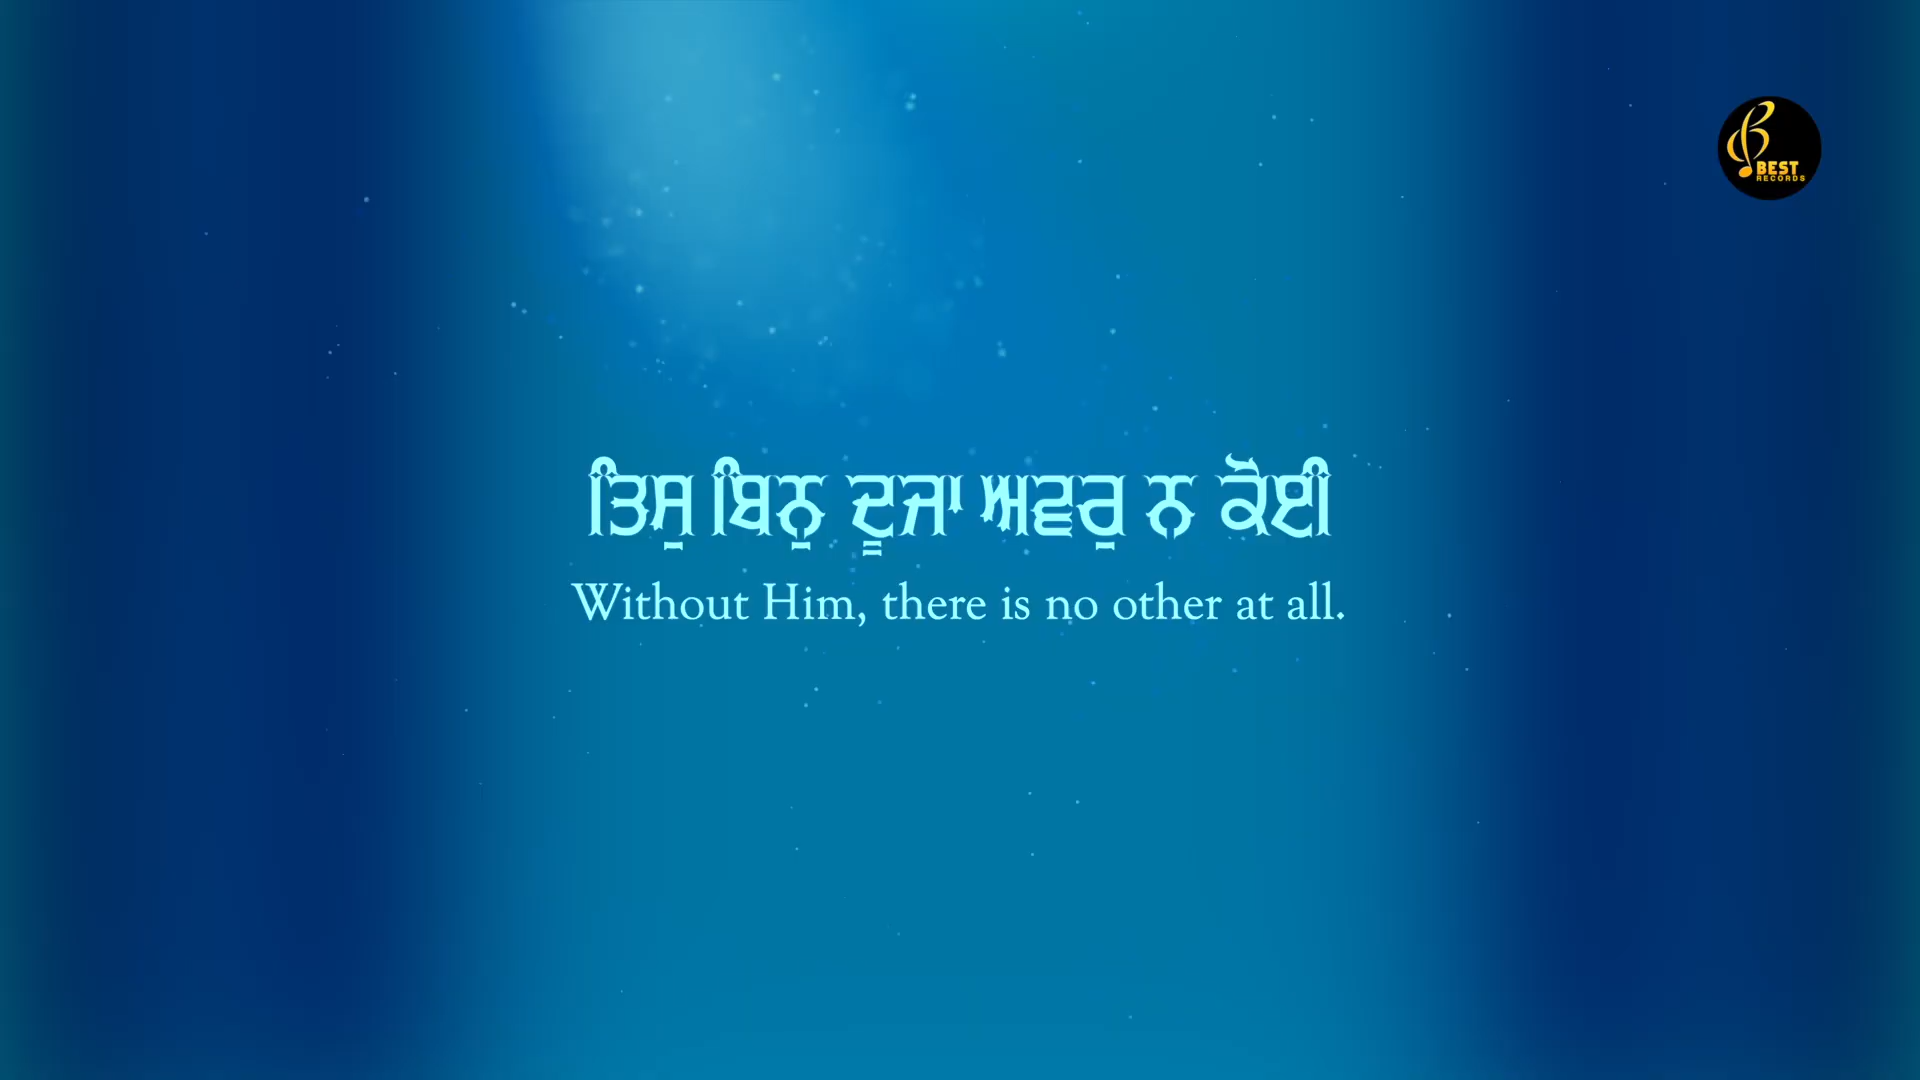 BEST
RECORDS
ਤਿਸੁ ਬਿਨੁ ਦੂਜਾ ਅਵਰੁ ਨ ਕੋਈ
Without Him, there is no other at all.